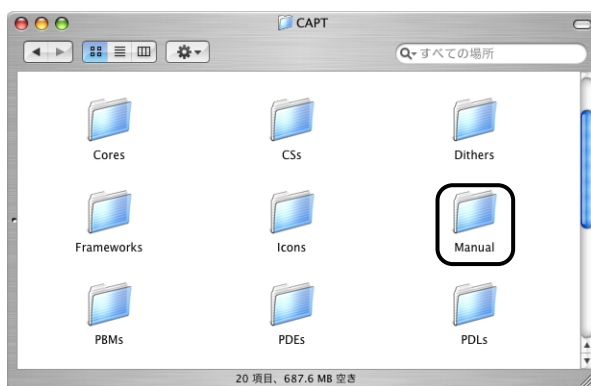 CAPT
すべての場所
Cores CSs Dithers
Frameworks Icons Manual
PBMs PDEs PDLs
20 項目、687.6 MB 空き